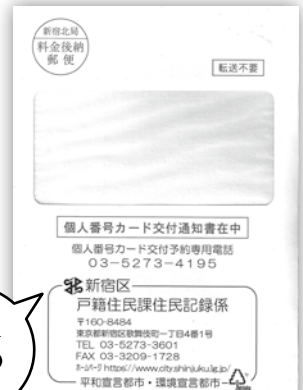 新宿北局
料金後納
郵便
転送不要
個人番号カード交付通知書在中
個人番号カード交付予約専用電話
03-5273-4195
新宿区
戸籍住民課住民記録係
〒160-8484
東京都新宿区歌舞伎町一丁目4番1号
TEL 03-5273-3601
FAX 03-3209-1728
ホームページ https://www.city.shinjuku.lg.jp/
平和宣言都市・環境宣言都市